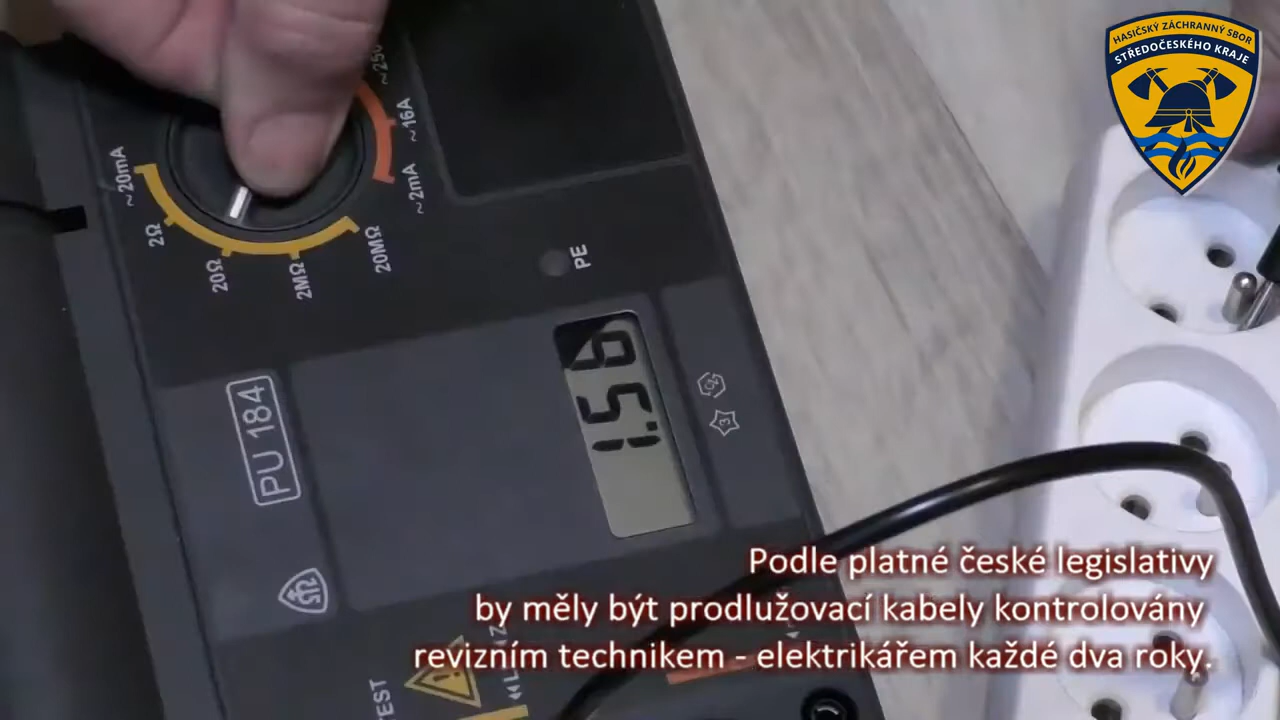 HASIČSKÝ ZÁCHRANNÝ SBOR
STŘEDOČESKÉHO KRAJE
~250
~16A
~2mA
~20mA
2Ω
20Ω
2MΩ
20MΩ
PE
1.56
PU 184
Podle platné české legislativy
by měly být prodlužovací kabely kontrolovány
revizním technikem - elektrikářem každé dva roky.